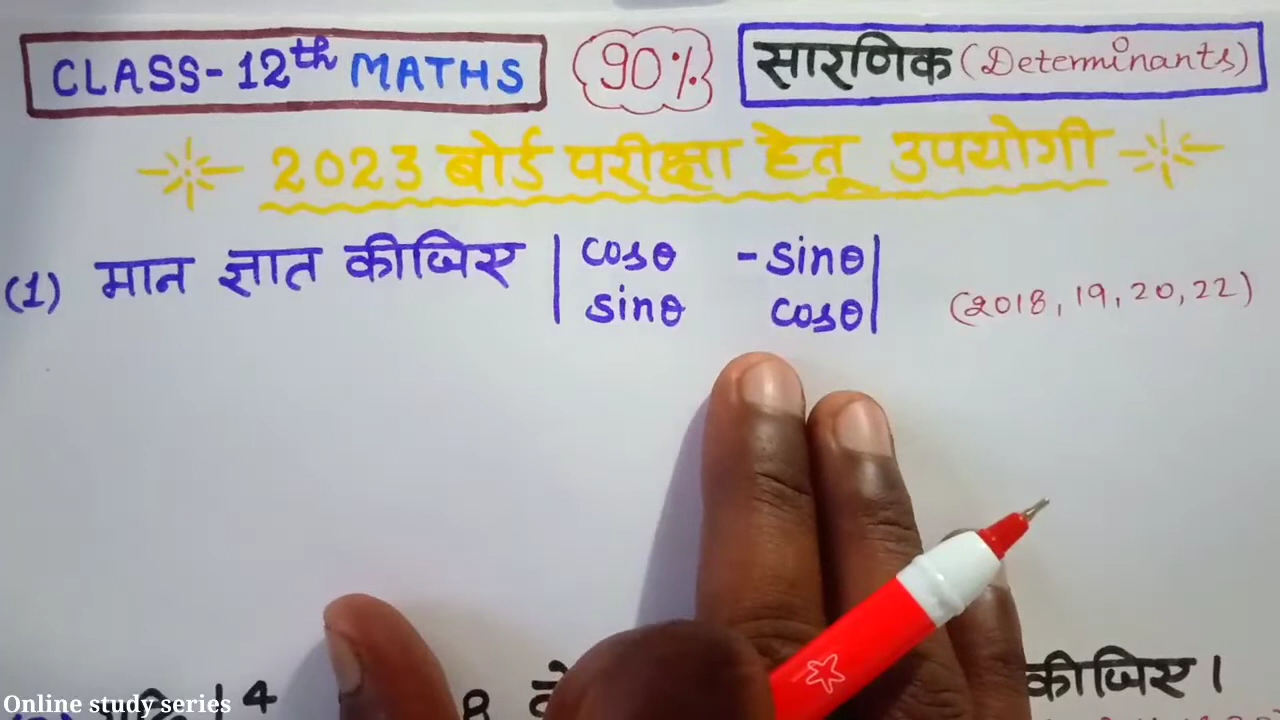 CLASS-12th MATHS 90% सारणिक (Determinants)
2023 बोर्ड परीक्षा हेतू उपयोगी
(1) मान ज्ञात कीजिए | cosθ -sinθ | (2018, 19, 20, 22)
| sinθ cosθ |
4 8 कीजिए।
Online study series